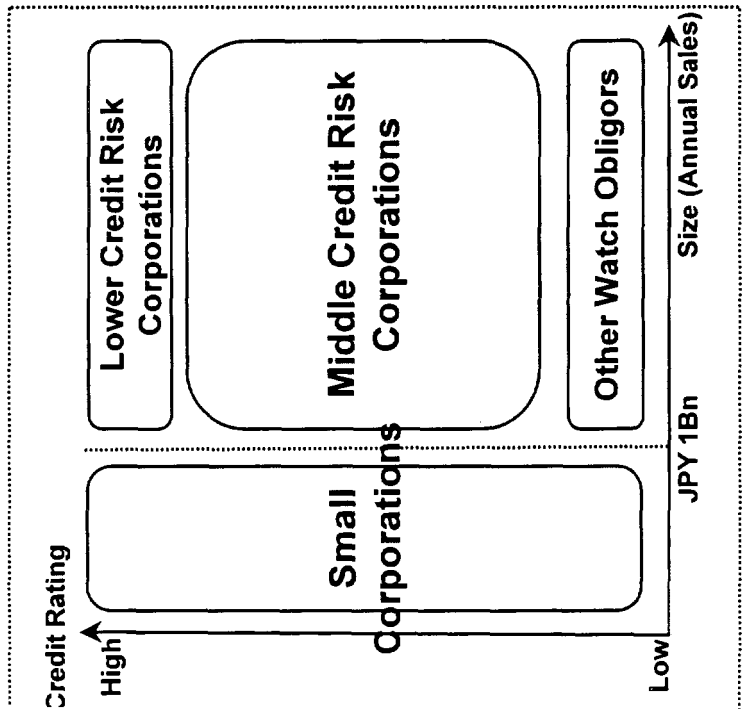 Credit Rating
High
Low
Lower Credit Risk
Corporations
Middle Credit Risk
Corporations
Other Watch Obligors
Small
Corporations
JPY 1Bn
Size (Annual Sales)